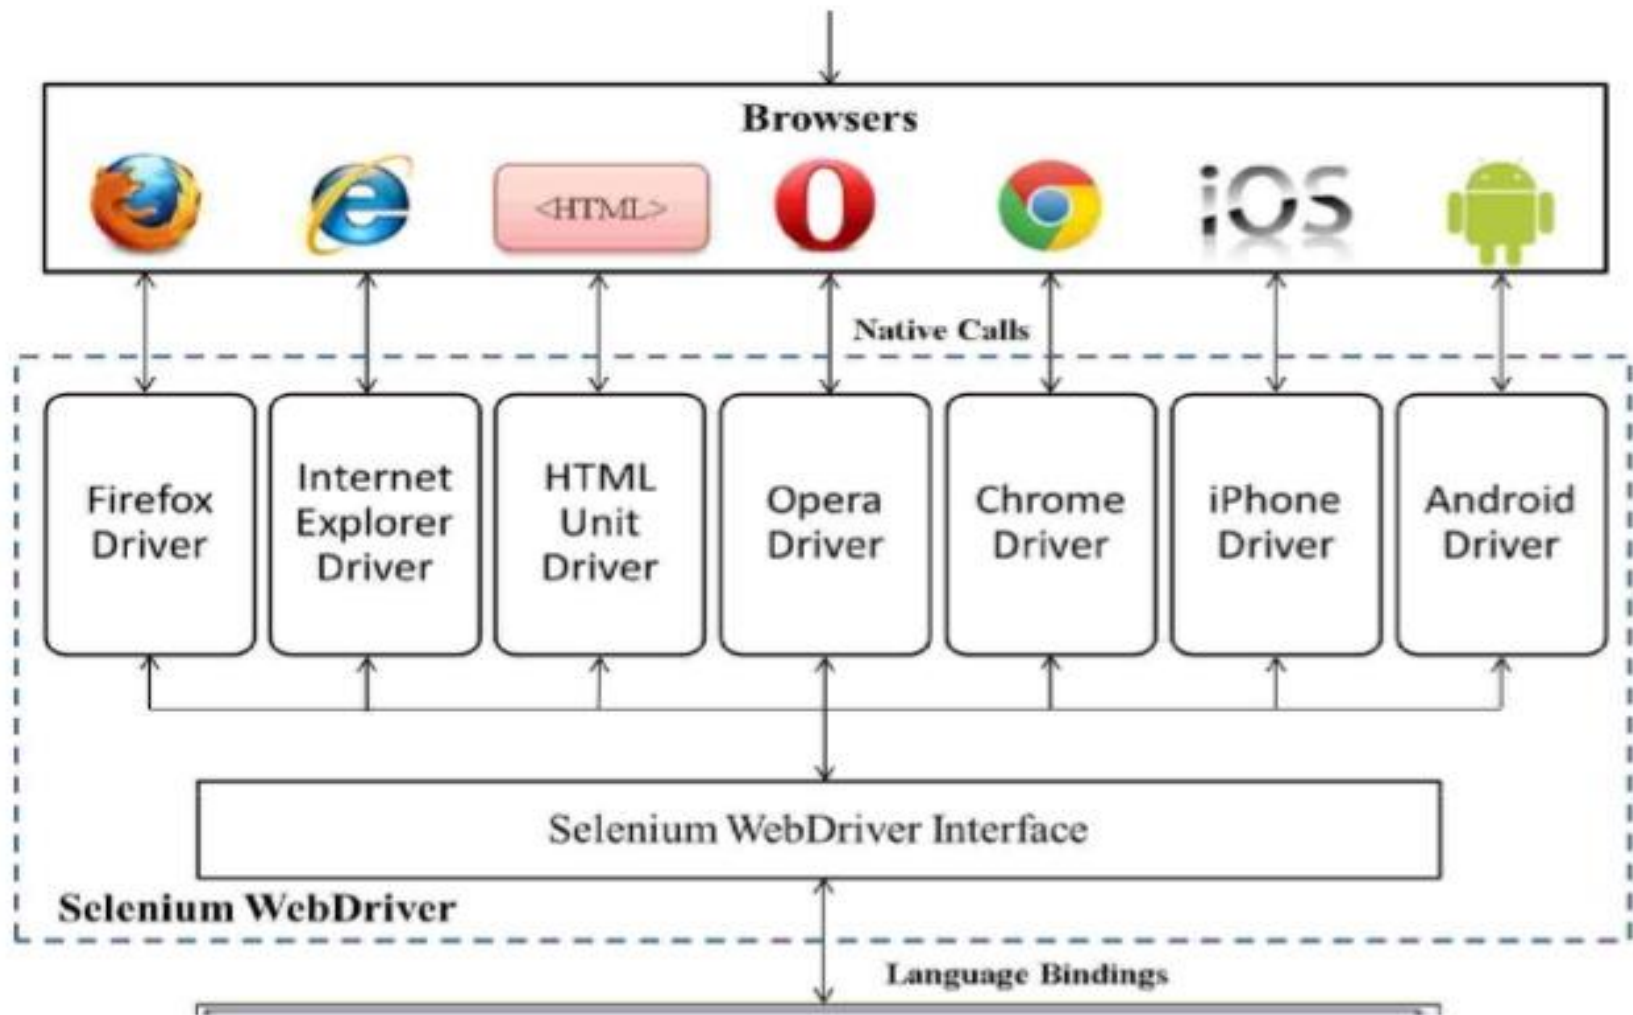 Browsers
<HTML>
iOS
Native Calls
Firefox
Driver
Internet
Explorer
Driver
HTML
Unit
Driver
Opera
Driver
Chrome
Driver
iPhone
Driver
Android
Driver
Selenium WebDriver Interface
Selenium WebDriver
Language Bindings